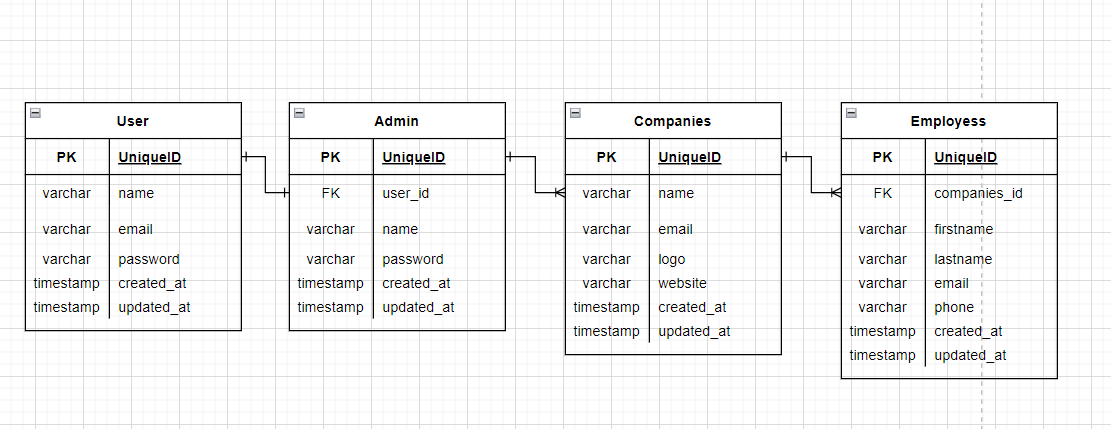 User
PK UniqueID
varchar name
varchar email
varchar password
timestamp created_at
timestamp updated_at
Admin
PK UniqueID
FK user_id
varchar name
varchar password
timestamp created_at
timestamp updated_at
Companies
PK UniqueID
varchar name
varchar email
varchar logo
varchar website
timestamp created_at
timestamp updated_at
Employess
PK UniqueID
FK companies_id
varchar firstname
varchar lastname
varchar email
varchar phone
timestamp created_at
timestamp updated_at